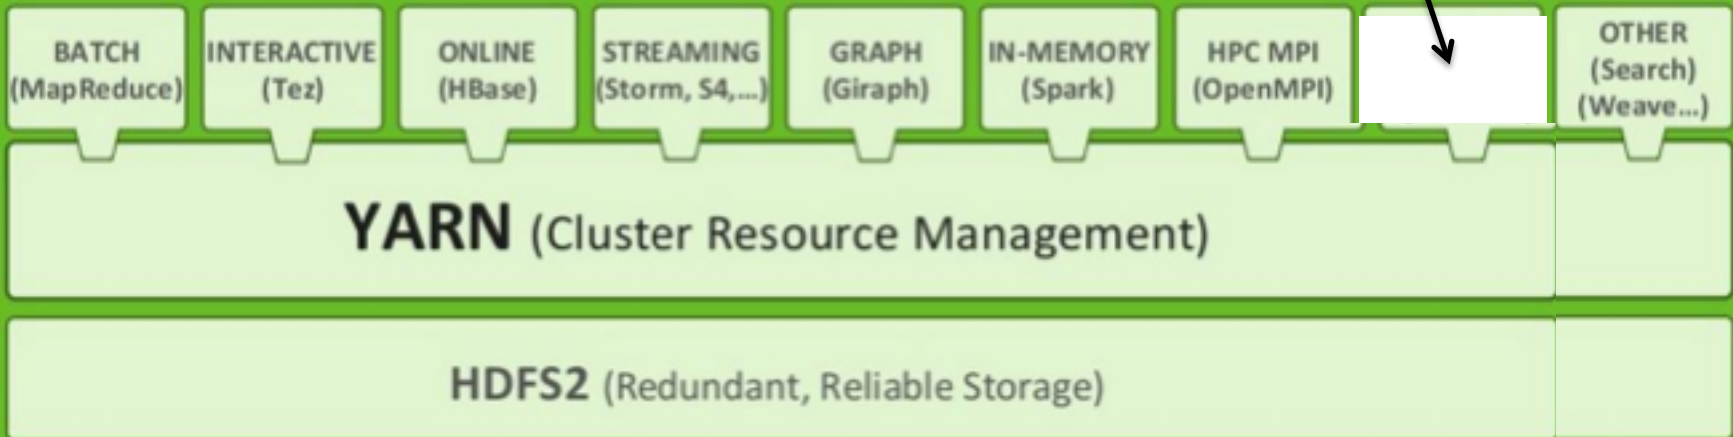 BATCH
(MapReduce)
INTERACTIVE
(Tez)
ONLINE
(HBase)
STREAMING
(Storm, S4,...)
GRAPH
(Giraph)
IN-MEMORY
(Spark)
HPC MPI
(OpenMPI)
OTHER
(Search)
(Weave...)
YARN (Cluster Resource Management)
HDFS2 (Redundant, Reliable Storage)